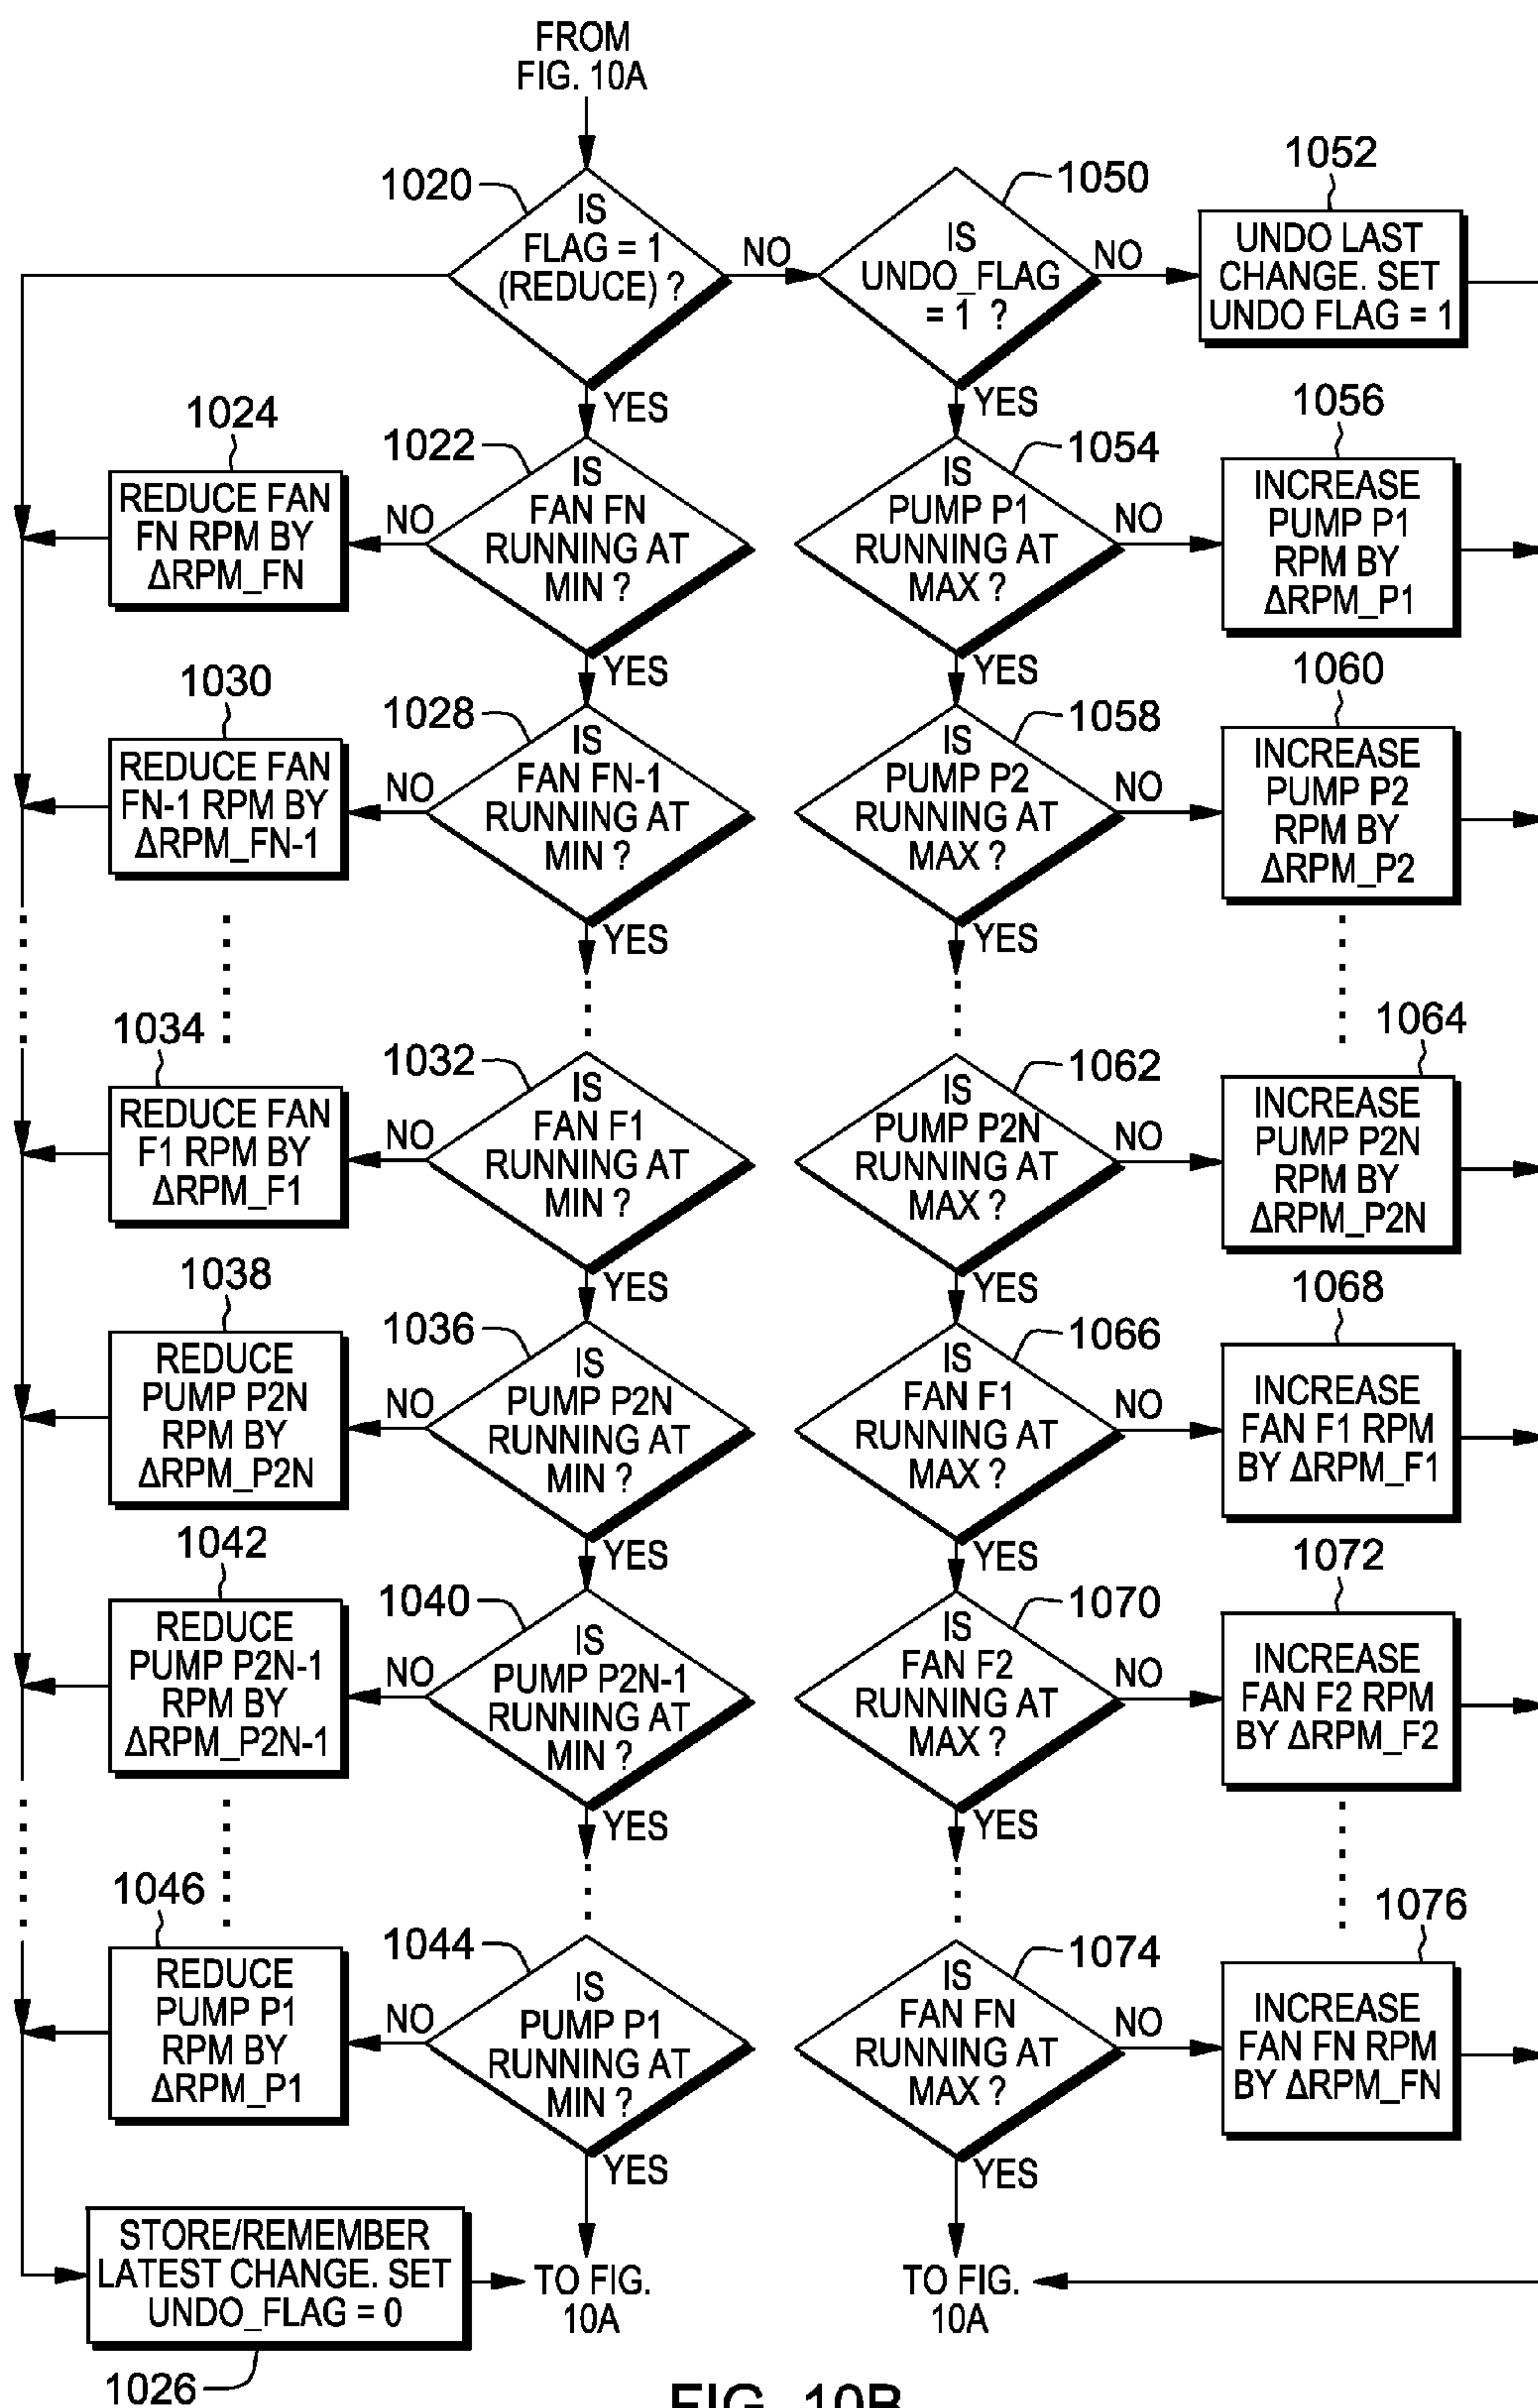 FROM
FIG. 10A
1020
IS
FLAG = 1
(REDUCE) ?
NO
YES
1050
IS
UNDO_FLAG
= 1 ?
NO
YES
1052
UNDO LAST
CHANGE. SET
UNDO FLAG = 1
1024
REDUCE FAN
FN RPM BY
ΔRPM_FN
1022
IS
FAN FN
RUNNING AT
MIN ?
NO
YES
1054
IS
PUMP P1
RUNNING AT
MAX ?
NO
YES
1056
INCREASE
PUMP P1
RPM BY
ΔRPM_P1
1030
REDUCE FAN
FN-1 RPM BY
ΔRPM_FN-1
1028
IS
FAN FN-1
RUNNING AT
MIN ?
NO
YES
1058
IS
PUMP P2
RUNNING AT
MAX ?
NO
YES
1060
INCREASE
PUMP P2
RPM BY
ΔRPM_P2
1034
REDUCE FAN
F1 RPM BY
ΔRPM_F1
1032
IS
FAN F1
RUNNING AT
MIN ?
NO
YES
1062
IS
PUMP P2N
RUNNING AT
MAX ?
NO
YES
1064
INCREASE
PUMP P2N
RPM BY
ΔRPM_P2N
1038
REDUCE
PUMP P2N
RPM BY
ΔRPM_P2N
1036
IS
PUMP P2N
RUNNING AT
MIN ?
NO
YES
1066
IS
FAN F1
RUNNING AT
MAX ?
NO
YES
1068
INCREASE
FAN F1 RPM
BY ΔRPM_F1
1042
REDUCE
PUMP P2N-1
RPM BY
ΔRPM_P2N-1
1040
IS
PUMP P2N-1
RUNNING AT
MIN ?
NO
YES
1070
IS
FAN F2
RUNNING AT
MAX ?
NO
YES
1072
INCREASE
FAN F2 RPM
BY ΔRPM_F2
1046
REDUCE
PUMP P1
RPM BY
ΔRPM_P1
1044
IS
PUMP P1
RUNNING AT
MIN ?
NO
YES
1074
IS
FAN FN
RUNNING AT
MAX ?
NO
YES
1076
INCREASE
FAN FN RPM
BY ΔRPM_FN
STORE/REMEMBER
LATEST CHANGE. SET
UNDO_FLAG = 0
1026
TO FIG.
10A
TO FIG.
10A
FIG. 10B